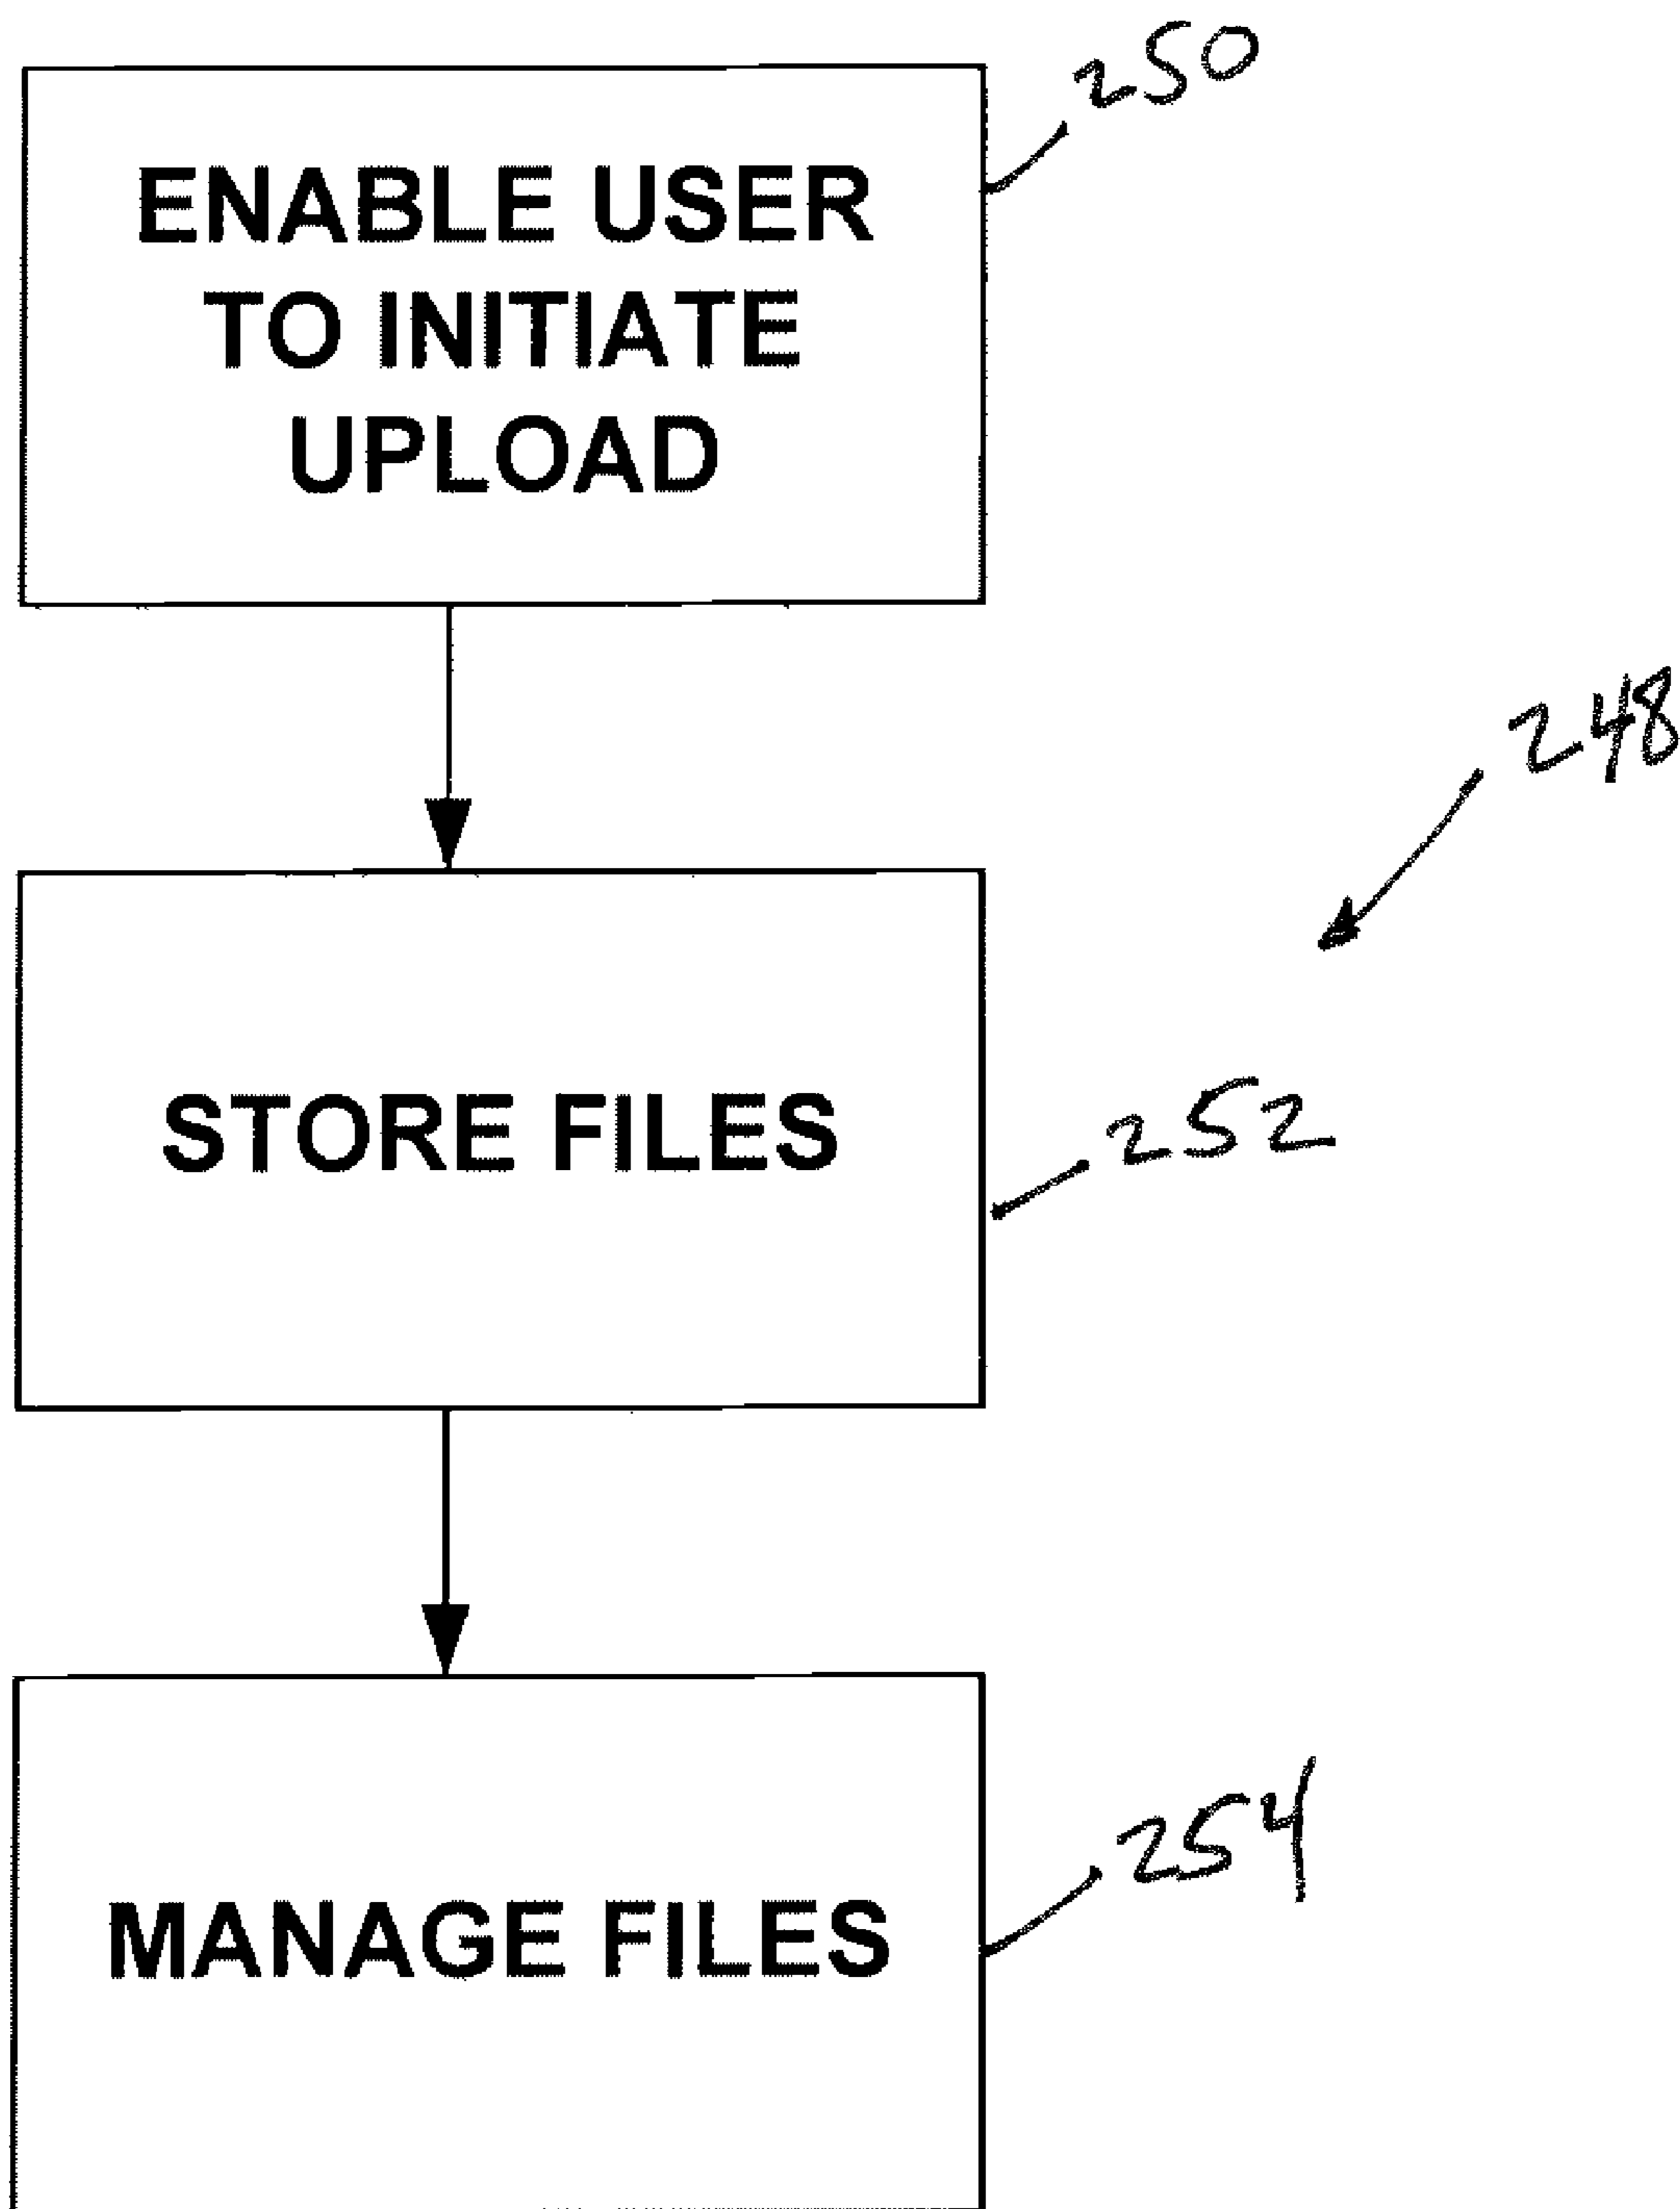 250
ENABLE USER
TO INITIATE
UPLOAD
248
STORE FILES
252
254
MANAGE FILES